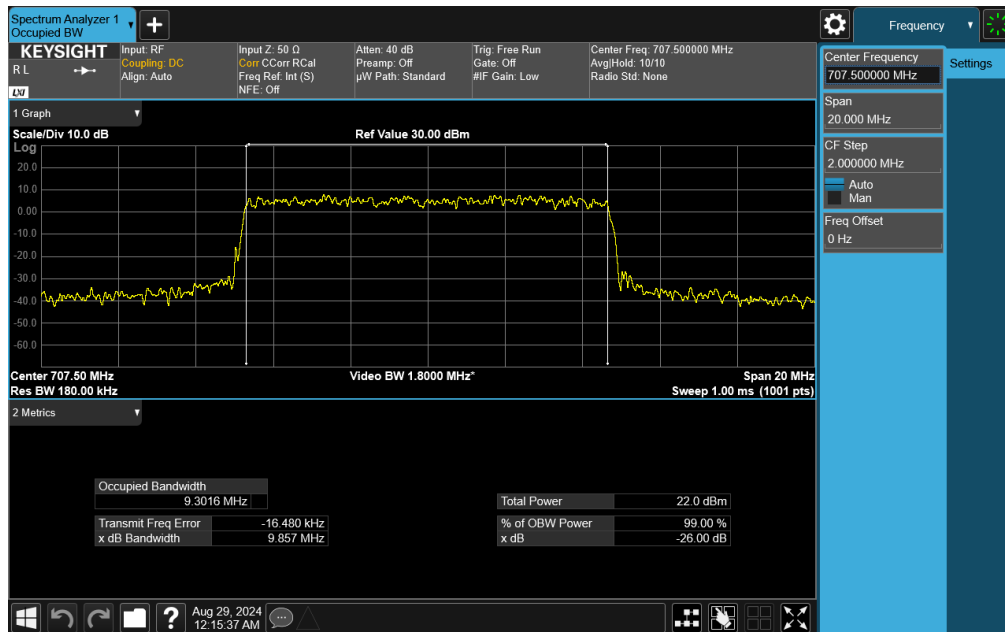 Spectrum Analyzer 1
Occupied BW
Frequency
KEYSIGHT
R L
LXI
Input: RF
Coupling: DC
Align: Auto
Input Z: 50 Ω
Corr CCorr RCal
Freq Ref: Int (S)
NFE: Off
Atten: 40 dB
Preamp: Off
µW Path: Standard
Trig: Free Run
Gate: Off
#IF Gain: Low
Center Freq: 707.500000 MHz
Avg|Hold: 10/10
Radio Std: None
Center Frequency
707.500000 MHz
Settings
Span
20.000 MHz
CF Step
2.000000 MHz
Auto
Man
Freq Offset
0 Hz
1 Graph
Scale/Div 10.0 dB
Ref Value 30.00 dBm
Log
20.0
10.0
0.00
-10.0
-20.0
-30.0
-40.0
-50.0
-60.0
Center 707.50 MHz
Video BW 1.8000 MHz*
Span 20 MHz
Res BW 180.00 kHz
Sweep 1.00 ms (1001 pts)
2 Metrics
Occupied Bandwidth
9.3016 MHz
Total Power 22.0 dBm
Transmit Freq Error -16.480 kHz
% of OBW Power 99.00 %
x dB Bandwidth 9.857 MHz
x dB -26.00 dB
?
Aug 29, 2024
12:15:37 AM